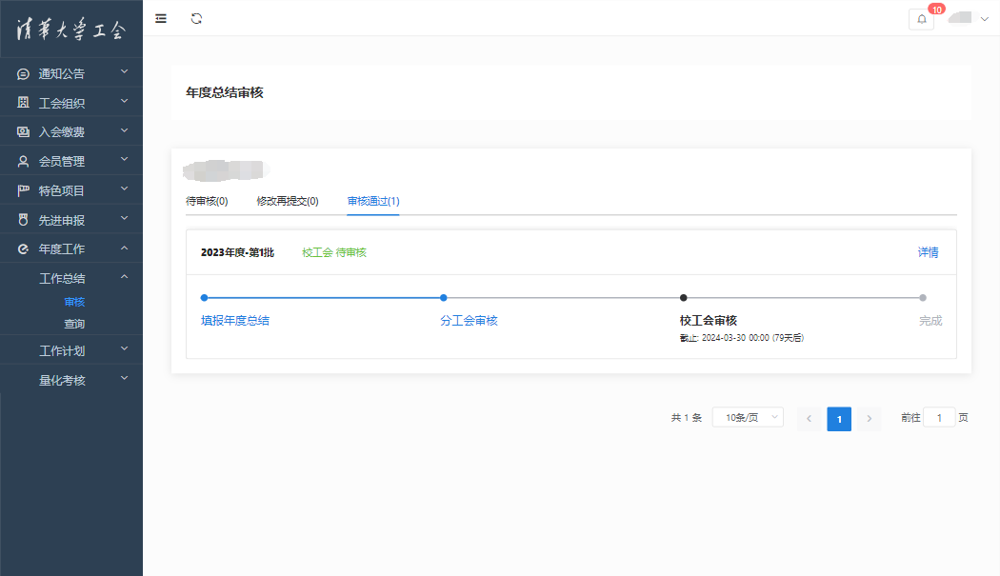 清华大学工会
10
通知公告
工会组织
入会缴费
会员管理
特色项目
先进申报
年度工作
工作总结
审核
查询
工作计划
量化考核
年度总结审核
待审核(0) 修改再提交(0) 审核通过(1)
2023年度-第1批 校工会 待审核 详情
填报年度总结 分工会审核 校工会审核 完成
截止: 2024-03-30 00:00 (79天后)
共 1 条 10条/页 1 前往 1 页